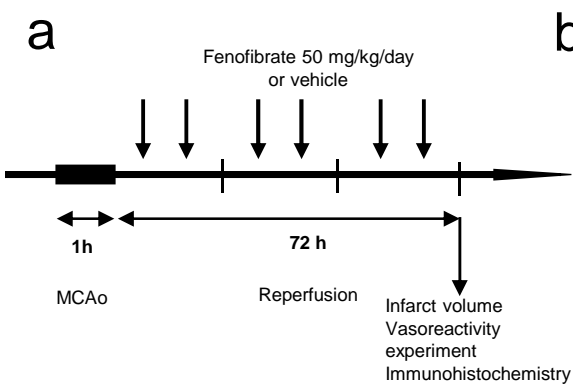 a
b
Fenofibrate 50 mg/kg/day
or vehicle
1h
72 h
MCAo
Reperfusion
Infarct volume
Vasoreactivity
experiment
Immunohistochemistry